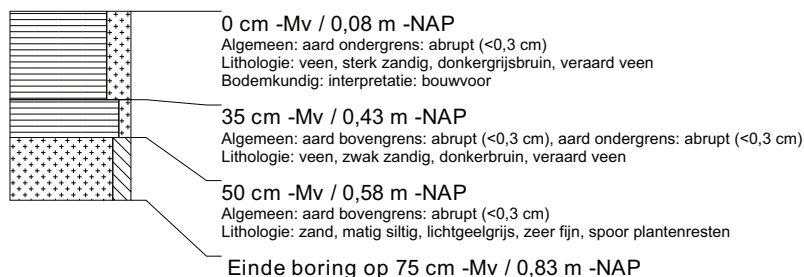 0 cm -Mv / 0,08 m -NAP
Algemeen: aard ondergrens: abrupt (<0,3 cm)
Lithologie: veen, sterk zandig, donkergrijsbruin, veraard veen
Bodemkundig: interpretatie: bouwvoor
35 cm -Mv / 0,43 m -NAP
Algemeen: aard bovengrens: abrupt (<0,3 cm), aard ondergrens: abrupt (<0,3 cm)
Lithologie: veen, zwak zandig, donkerbruin, veraard veen
50 cm -Mv / 0,58 m -NAP
Algemeen: aard bovengrens: abrupt (<0,3 cm)
Lithologie: zand, matig siltig, lichtgeelgrijs, zeer fijn, spoor plantenresten
Einde boring op 75 cm -Mv / 0,83 m -NAP